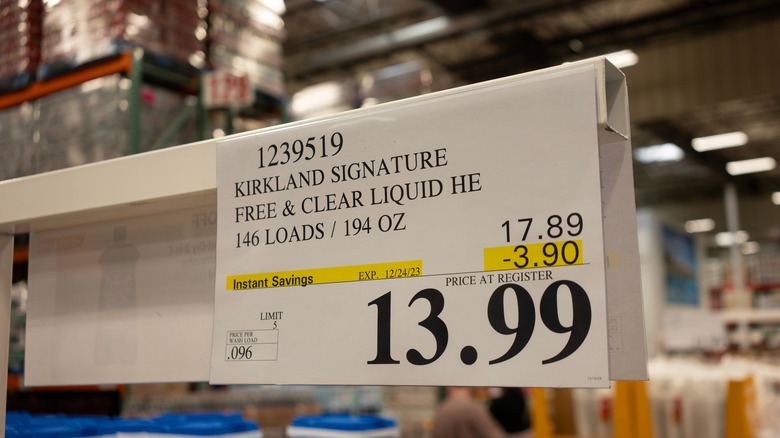 1239519
KIRKLAND SIGNATURE
FREE & CLEAR LIQUID HE
146 LOADS / 194 OZ
17.89
-3.90
Instant Savings EXP. 12/24/23
PRICE AT REGISTER
13.99
LIMIT
5
PRICE PER
WASH LOAD
.096